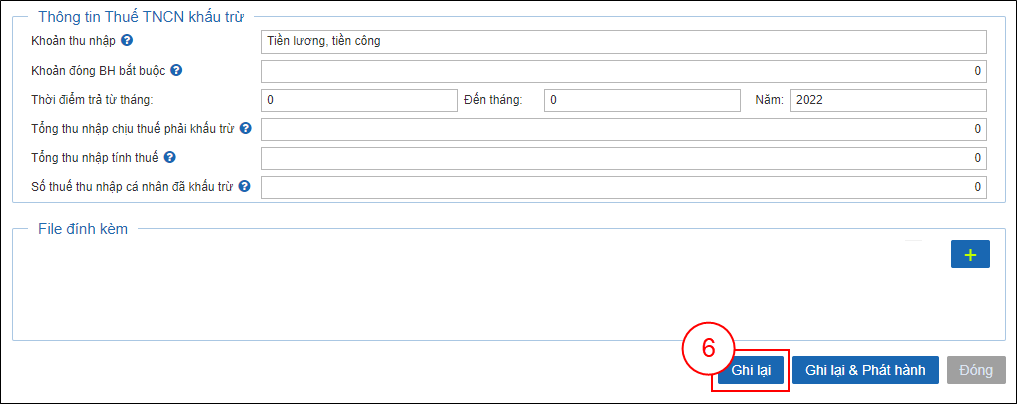 Thông tin Thuế TNCN khấu trừ
Khoản thu nhập ? Tiền lương, tiền công
Khoản đóng BH bắt buộc ? 0
Thời điểm trả từ tháng: 0 Đến tháng: 0 Năm: 2022
Tổng thu nhập chịu thuế phải khấu trừ ? 0
Tổng thu nhập tính thuế ? 0
Số thuế thu nhập cá nhân đã khấu trừ ? 0
File đính kèm
+
6
Ghi lại Ghi lại & Phát hành Đóng